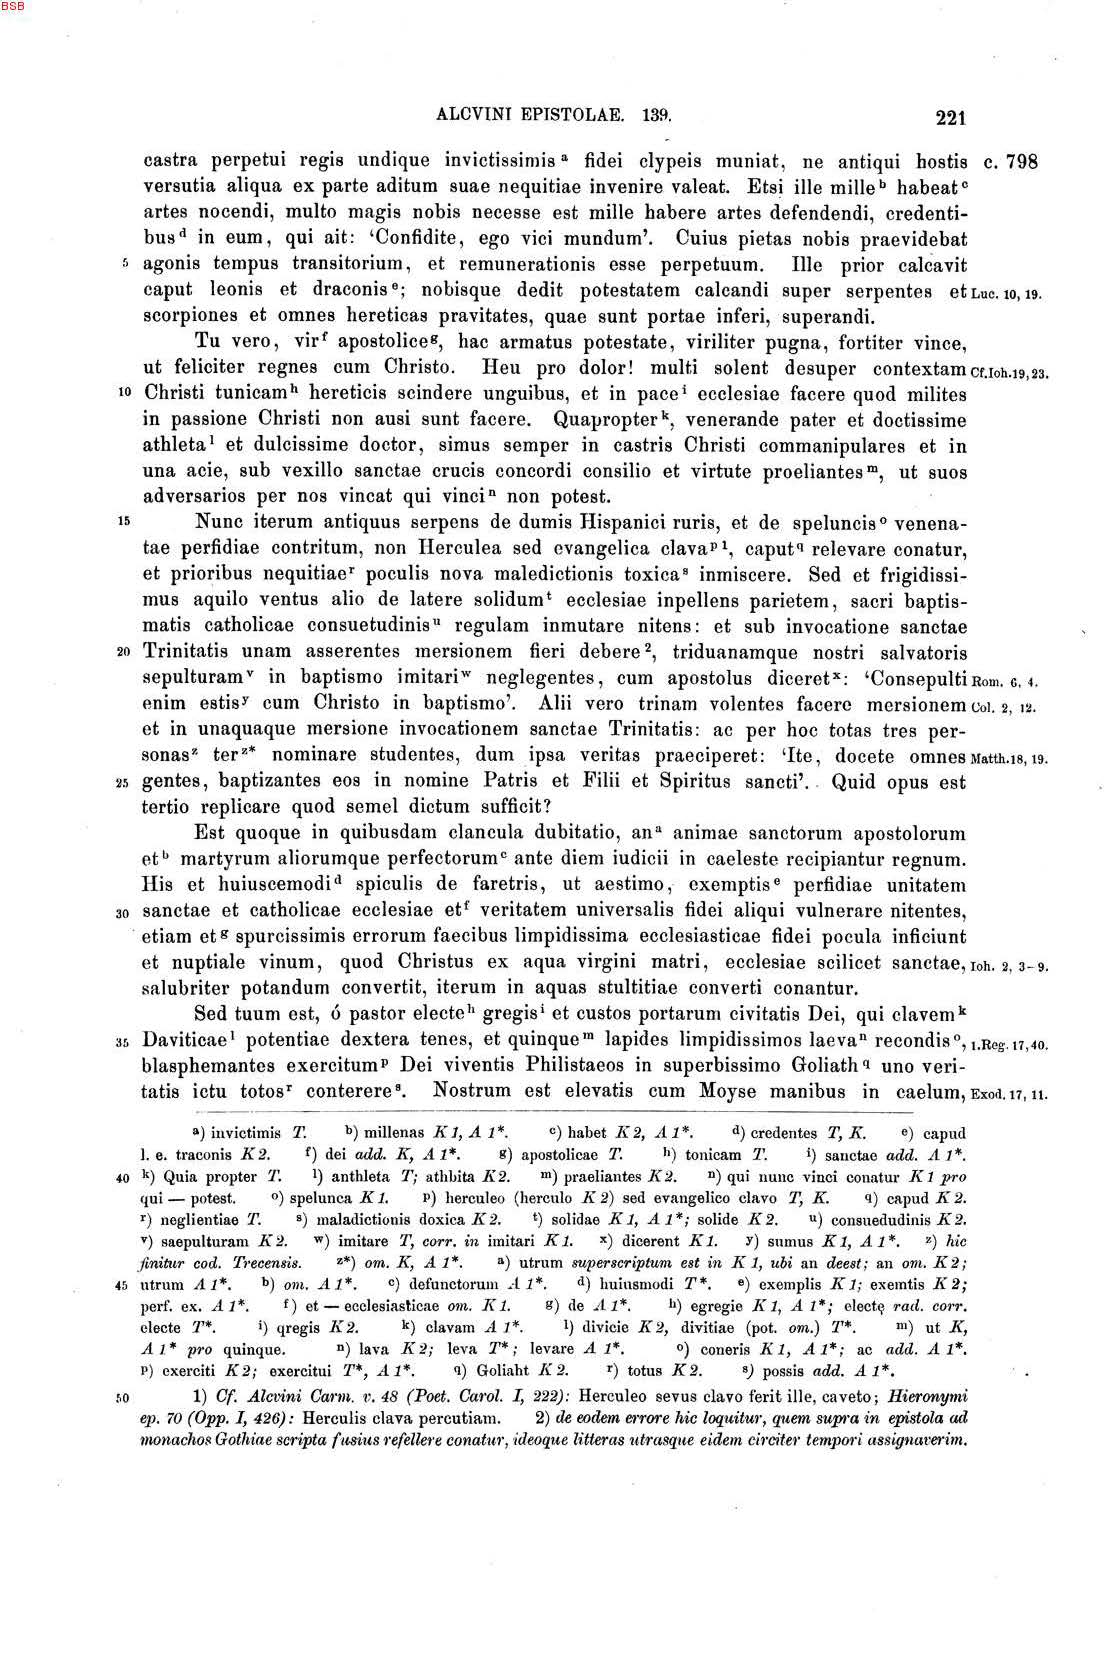 BSB
ALCVINI EPISTOLAE. 139. 221
castra perpetui regis undique invictissimis a fidei clypeis muniat, ne antiqui hostis c. 798
versutia aliqua ex parte aditum suae nequitiae invenire valeat. Etsi ille mille b habeat c
artes nocendi, multo magis nobis necesse est mille habere artes defendendi, credenti-
bus d in eum, qui ait: ‘Confidite, ego vici mundum’. Cuius pietas nobis praevidebat
5 agonis tempus transitorium, et remunerationis esse perpetuum. Ille prior calcavit
caput leonis et draconis e; nobisque dedit potestatem calcandi super serpentes et Luc. 10, 19.
scorpiones et omnes hereticas pravitates, quae sunt portae inferi, superandi.
Tu vero, vir f apostolice g, hac armatus potestate, viriliter pugna, fortiter vince,
ut feliciter regnes cum Christo. Heu pro dolor! multi solent desuper contextam Cf. Ioh. 19, 23.
10 Christi tunicam h hereticis scindere unguibus, et in pace i ecclesiae facere quod milites
in passione Christi non ausi sunt facere. Quapropter k, venerande pater et doctissime
athleta l et dulcissime doctor, simus semper in castris Christi commanipulares et in
una acie, sub vexillo sanctae crucis concordi consilio et virtute proeliantes m, ut suos
adversarios per nos vincat qui vinci n non potest.
15 Nunc iterum antiquus serpens de dumis Hispanici ruris, et de speluncis o venena-
tae perfidiae contritum, non Herculea sed evangelica clava p 1, caput q relevare conatur,
et prioribus nequitiae r poculis nova maledictionis toxica s inmiscere. Sed et frigidissi-
mus aquilo ventus alio de latere solidum t ecclesiae inpellens parietem, sacri baptis-
matis catholicae consuetudinis u regulam inmutare nitens: et sub invocatione sanctae
20 Trinitatis unam asserentes mersionem fieri debere 2, triduanamque nostri salvatoris
sepulturam v in baptismo imitari w neglegentes, cum apostolus diceret x: ‘Consepulti Rom. 6, 4.
enim estis y cum Christo in baptismo’. Alii vero trinam volentes facere mersionem Col. 2, 12.
et in unaquaque mersione invocationem sanctae Trinitatis: ac per hoc totas tres per-
sonas z ter z* nominare studentes, dum ipsa veritas praeciperet: ‘Ite, docete omnes Matth. 18, 19.
25 gentes, baptizantes eos in nomine Patris et Filii et Spiritus sancti’. Quid opus est
tertio replicare quod semel dictum sufficit?
Est quoque in quibusdam clancula dubitatio, an a animae sanctorum apostolorum
et b martyrum aliorumque perfectorum c ante diem iudicii in caeleste recipiantur regnum.
His et huiuscemodi d spiculis de faretris, ut aestimo, exemptis e perfidiae unitatem
30 sanctae et catholicae ecclesiae et f veritatem universalis fidei aliqui vulnerare nitentes,
etiam et g spurcissimis errorum faecibus limpidissima ecclesiasticae fidei pocula inficiunt
et nuptiale vinum, quod Christus ex aqua virgini matri, ecclesiae scilicet sanctae, Ioh. 2, 3–9.
salubriter potandum convertit, iterum in aquas stultitiae converti conantur.
Sed tuum est, ó pastor electe h gregis i et custos portarum civitatis Dei, qui clavem k
35 Daviticae l potentiae dextera tenes, et quinque m lapides limpidissimos laeva n recondis o, 1. Reg. 17, 40.
blasphemantes exercitum p Dei viventis Philistaeos in superbissimo Goliath q uno veri-
tatis ictu totos r conterere s. Nostrum est elevatis cum Moyse manibus in caelum, Exod. 17, 11.
a) invictimis T. b) millenas K 1, A 1*. c) habet K 2, A 1*. d) credentes T, K. e) capud
l. e. traconis K 2. f) dei add. K, A 1*. g) apostolicae T. h) tonicam T. i) sanctae add. A 1*.
40 k) Quia propter T. l) anthleta T; athbita K 2. m) praeliantes K 2. n) qui nunc vinci conatur K 1 pro
qui — potest. o) spelunca K 1. p) herculeo (herculo K 2) sed evangelico clavo T, K. q) capud K 2.
r) neglientiae T. s) maladictionis doxica K 2. t) solidae K 1, A 1*; solide K 2. u) consuedudinis K 2.
v) saepulturam K 2. w) imitare T, corr. in imitari K 1. x) dicerent K 1. y) sumus K 1, A 1*. z) hic
finitur cod. Trecensis. z*) om. K, A 1*. a) utrum superscriptum est in K 1, ubi an deest; an om. K 2;
45 utrum A 1*. b) om. A 1*. c) defunctorum A 1*. d) huiusmodi T*. e) exemplis K 1; exemtis K 2;
perf. ex. A 1*. f) et — ecclesiasticae om. K 1. g) de A 1*. h) egregie K 1, A 1*; electę rad. corr.
electe T*. i) qregis K 2. k) clavam A 1*. l) divicie K 2, divitiae (pot. om.) T*. m) ut K,
A 1* pro quinque. n) lava K 2; leva T*; levare A 1*. o) coneris K 1, A 1*; ac add. A 1*.
p) exerciti K 2; exercitui T*, A 1*. q) Goliaht K 2. r) totus K 2. s) possis add. A 1*.
50 1) Cf. Alcvini Carm. v. 48 (Poet. Carol. I, 222): Herculeo sevus clavo ferit ille, caveto; Hieronymi
ep. 70 (Opp. I, 426): Herculis clava percutiam. 2) de eodem errore hic loquitur, quem supra in epistola ad
monachos Gothiae scripta fusius refellere conatur, ideoque litteras utrasque eidem circiter tempori assignaverim.